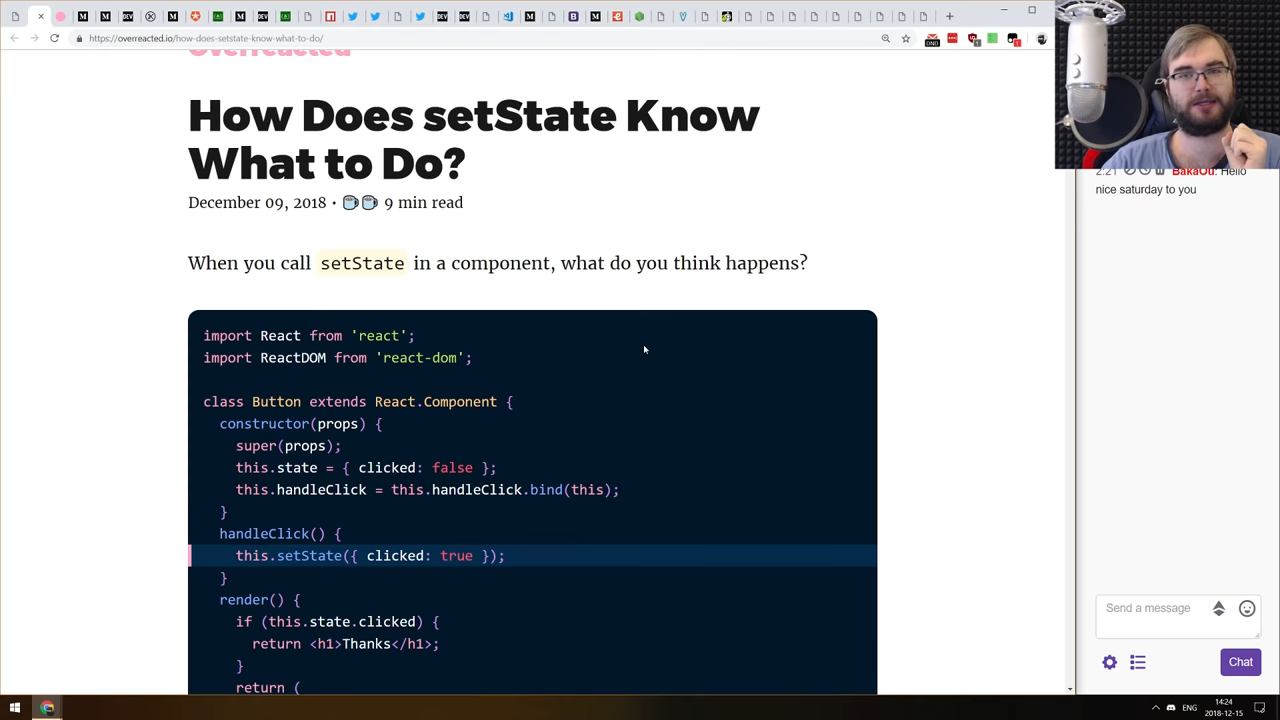 https://overreacted.io/how-does-setstate-know-what-to-do/
Overreacted
How Does setState Know
What to Do?
December 09, 2018 • 9 min read
When you call setState in a component, what do you think happens?
import React from 'react';
import ReactDOM from 'react-dom';
class Button extends React.Component {
constructor(props) {
super(props);
this.state = { clicked: false };
this.handleClick = this.handleClick.bind(this);
}
handleClick() {
this.setState({ clicked: true });
}
render() {
if (this.state.clicked) {
return <h1>Thanks</h1>;
}
return (
2:21 BakaOu: Hello
nice saturday to you
Send a message
Chat
ENG
14:24
2018-12-15